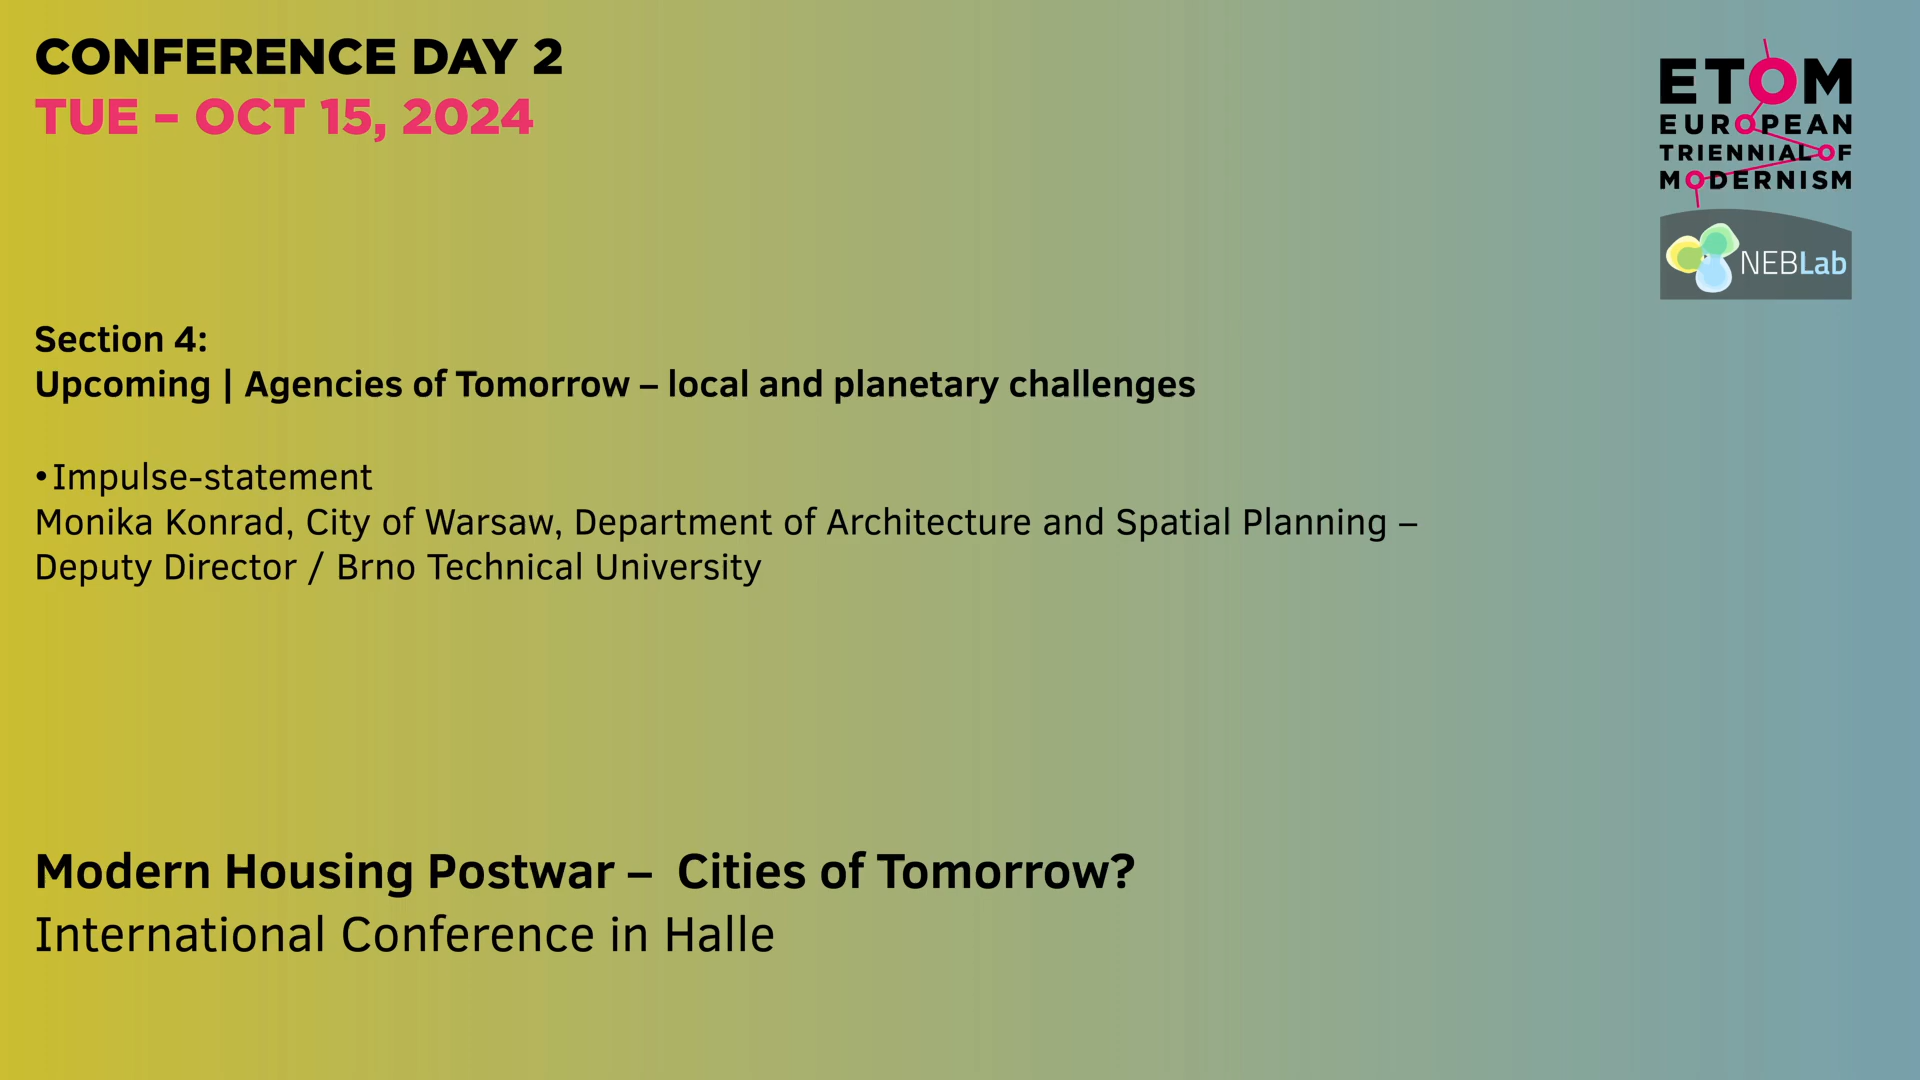 CONFERENCE DAY 2
TUE – OCT 15, 2024
ETOM
EUROPEAN
TRIENNIAL OF
MODERNISM
NEBLab
Section 4:
Upcoming | Agencies of Tomorrow – local and planetary challenges
•Impulse-statement
Monika Konrad, City of Warsaw, Department of Architecture and Spatial Planning –
Deputy Director / Brno Technical University
Modern Housing Postwar –  Cities of Tomorrow?
International Conference in Halle